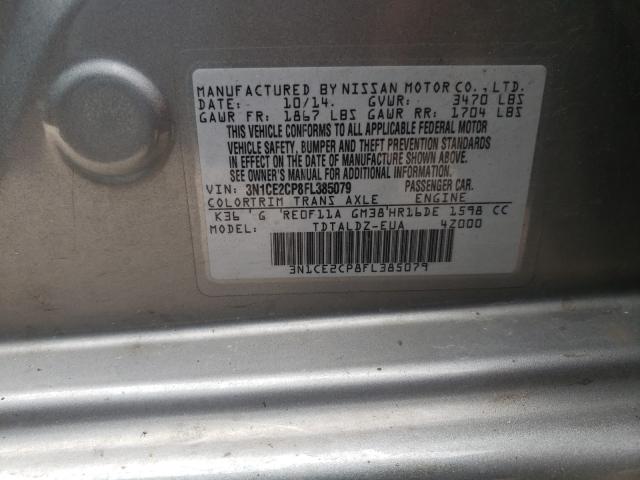 MANUFACTURED BY NISSAN MOTOR CO., LTD.
DATE: 10/14. GVWR: 3470 LBS
GAWR FR: 1867 LBS GAWR RR: 1704 LBS
THIS VEHICLE CONFORMS TO ALL APPLICABLE FEDERAL MOTOR
VEHICLE SAFETY, BUMPER AND THEFT PREVENTION STANDARDS
IN EFFECT ON THE DATE OF MANUFACTURE SHOWN ABOVE.
SEE OWNER'S MANUAL FOR ADDITIONAL INFORMATION.
VIN: 3N1CE2CP8FL385079 PASSENGER CAR.
COLORTRIM TRANS AXLE ENGINE
K36 'G 'RE0F11A GM38'HR16DE 1598 CC
MODEL: TDTALDZ-EUA 4Z000
3N1CE2CP8FL385079